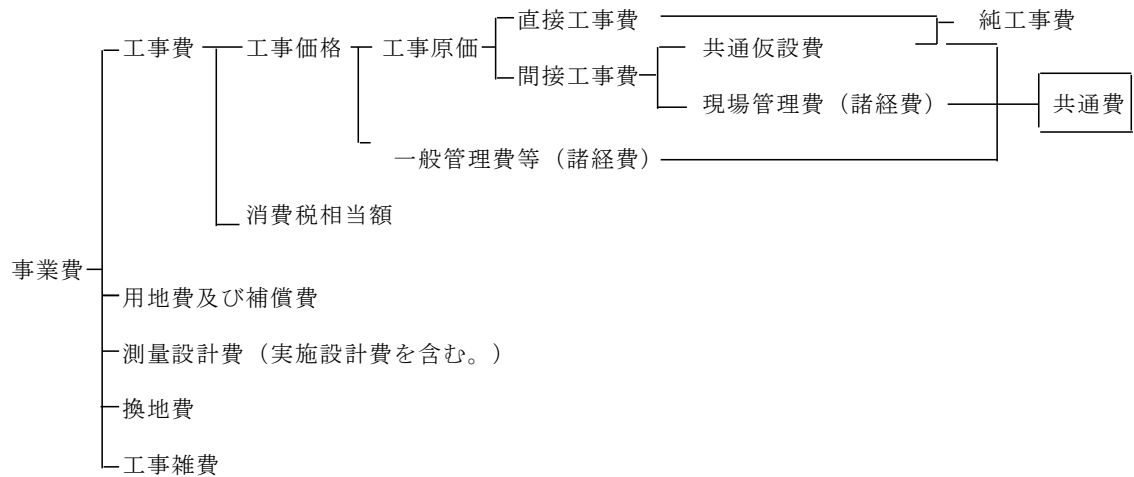 直接工事費
純工事費
工事費
工事価格
工事原価
共通仮設費
間接工事費
現場管理費（諸経費）
共通費
一般管理費等（諸経費）
消費税相当額
事業費
用地費及び補償費
測量設計費（実施設計費を含む。）
換地費
工事雑費